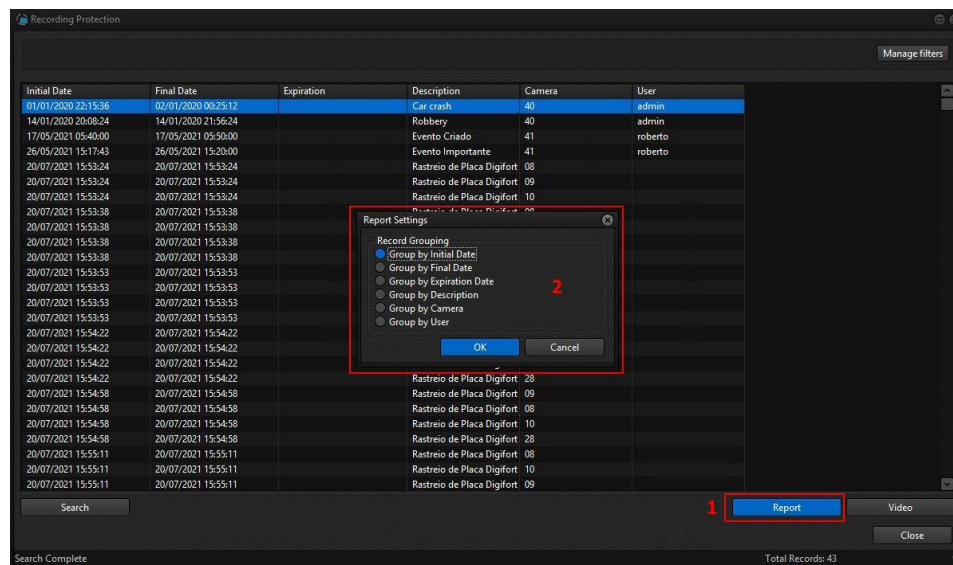 Recording Protection
Manage filters
Initial Date Final Date Expiration Description Camera User
01/01/2020 22:15:36 02/01/2020 00:25:12 Car crash 40 admin
14/01/2020 20:08:24 14/01/2020 21:56:24 Robbery 40 admin
17/05/2021 05:40:00 17/05/2021 05:50:00 Evento Criado 41 roberto
26/05/2021 15:17:43 26/05/2021 15:20:00 Evento Importante 41 roberto
20/07/2021 15:53:24 20/07/2021 15:53:24 Rastreio de Placa Digifort 08
20/07/2021 15:53:24 20/07/2021 15:53:24 Rastreio de Placa Digifort 09
20/07/2021 15:53:24 20/07/2021 15:53:24 Rastreio de Placa Digifort 10
20/07/2021 15:53:38 20/07/2021 15:53:38
20/07/2021 15:53:38 20/07/2021 15:53:38
20/07/2021 15:53:38 20/07/2021 15:53:38
20/07/2021 15:53:38 20/07/2021 15:53:38
20/07/2021 15:53:53 20/07/2021 15:53:53
20/07/2021 15:53:53 20/07/2021 15:53:53
20/07/2021 15:53:53 20/07/2021 15:53:53
20/07/2021 15:53:53 20/07/2021 15:53:53
20/07/2021 15:54:22 20/07/2021 15:54:22
20/07/2021 15:54:22 20/07/2021 15:54:22
20/07/2021 15:54:22 20/07/2021 15:54:22
20/07/2021 15:54:22 20/07/2021 15:54:22 Rastreio de Placa Digifort 28
20/07/2021 15:54:58 20/07/2021 15:54:58 Rastreio de Placa Digifort 09
20/07/2021 15:54:58 20/07/2021 15:54:58 Rastreio de Placa Digifort 08
20/07/2021 15:54:58 20/07/2021 15:54:58 Rastreio de Placa Digifort 10
20/07/2021 15:54:58 20/07/2021 15:54:58 Rastreio de Placa Digifort 28
20/07/2021 15:55:11 20/07/2021 15:55:11 Rastreio de Placa Digifort 08
20/07/2021 15:55:11 20/07/2021 15:55:11 Rastreio de Placa Digifort 10
20/07/2021 15:55:11 20/07/2021 15:55:11 Rastreio de Placa Digifort 09
Report Settings
Record Grouping
Group by Initial Date
Group by Final Date
Group by Expiration Date
Group by Description
Group by Camera
Group by User
2
OK Cancel
Search 1 Report Video
Close
Search Complete Total Records: 43